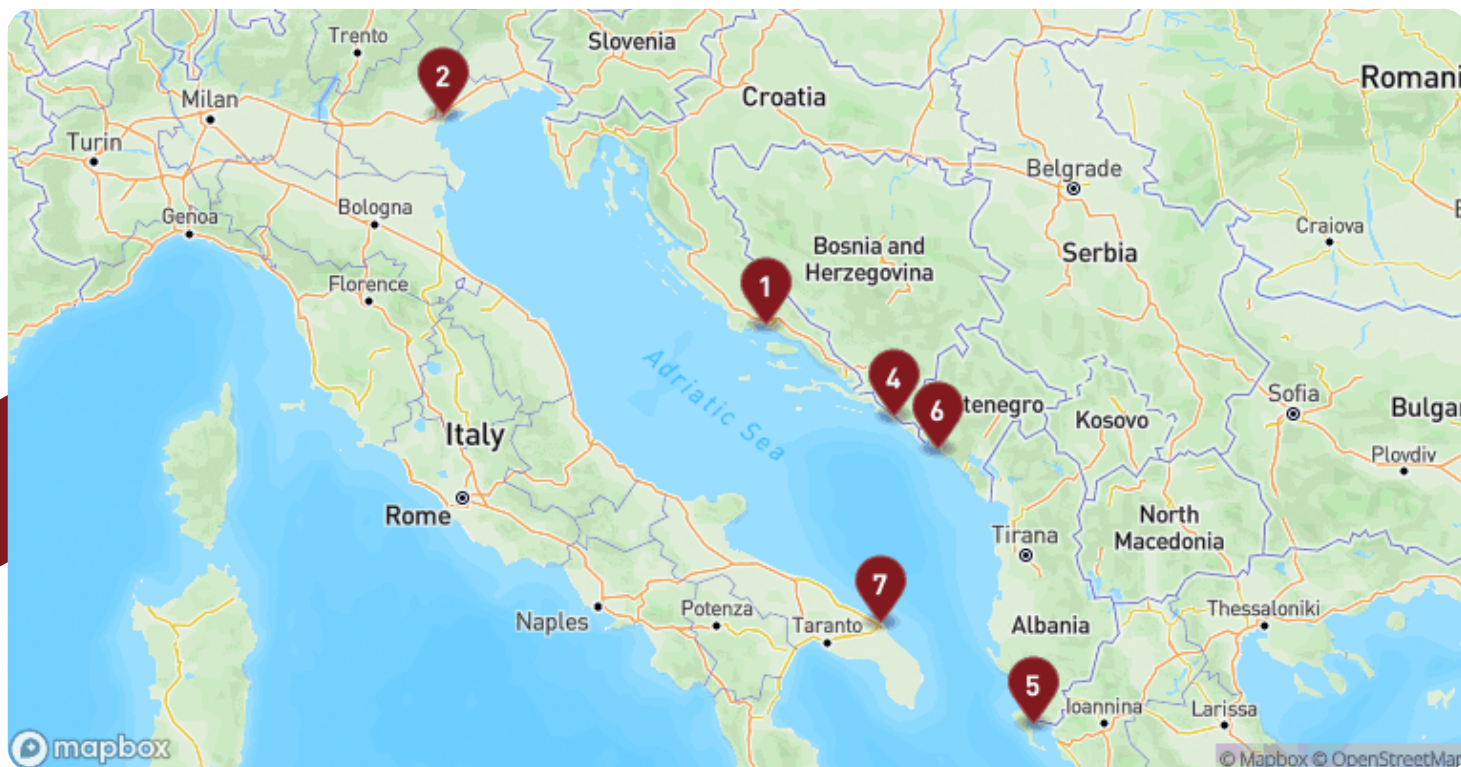 Trento
Slovenia
2
Romani
Milan
Croatia
Turin
Belgrade
Genoa
Bologna
Craiova
Bosnia and
Herzegovina
Serbia
Florence
1
Adriatic Sea
4
6
tenegro
Kosovo
Sofia
Bulga
Italy
Plovdiv
Rome
North
Macedonia
Tirana
7
Naples
Potenza
Taranto
Albania
Thessaloniki
5
Ioannina
Larissa
mapbox
© Mapbox © OpenStreetMap